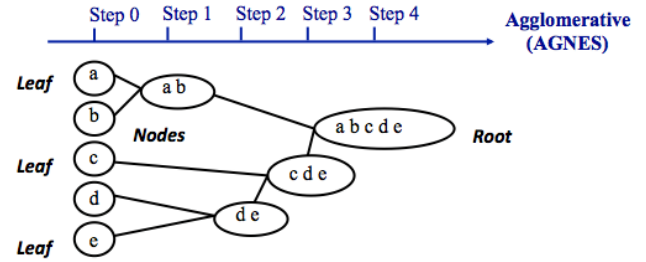 Step 0 Step 1 Step 2 Step 3 Step 4
Agglomerative
(AGNES)
Leaf
a
a b
b
Nodes
a b c d e
Root
Leaf
c
c d e
d
d e
Leaf
e